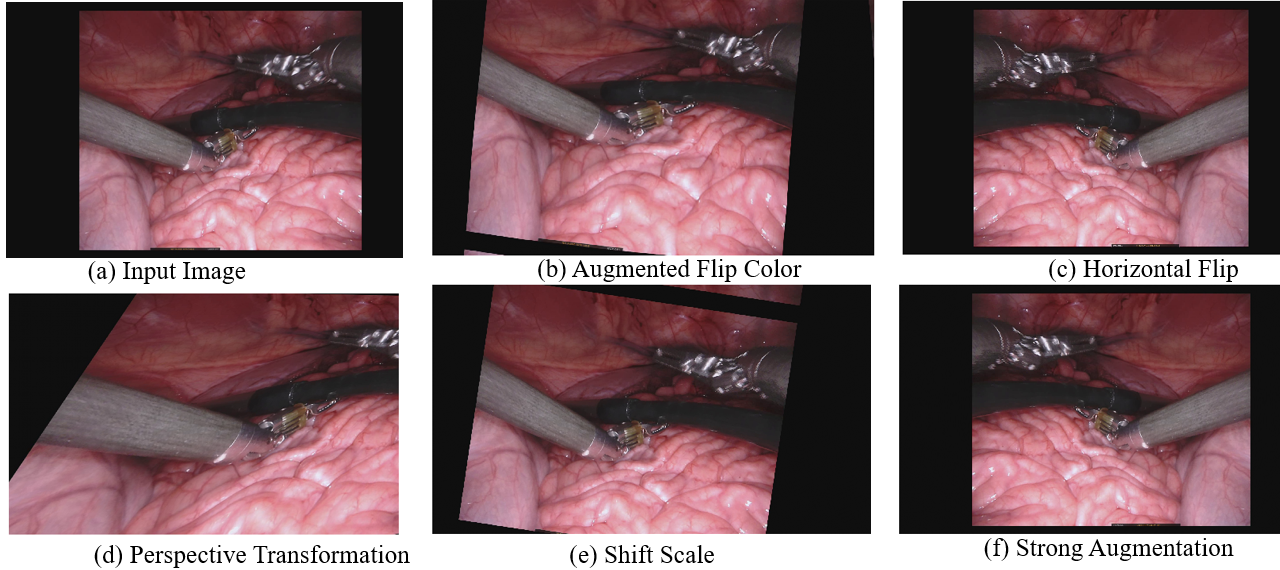 (a) Input Image
(b) Augmented Flip Color
(c) Horizontal Flip
(d) Perspective Transformation
(e) Shift Scale
(f) Strong Augmentation